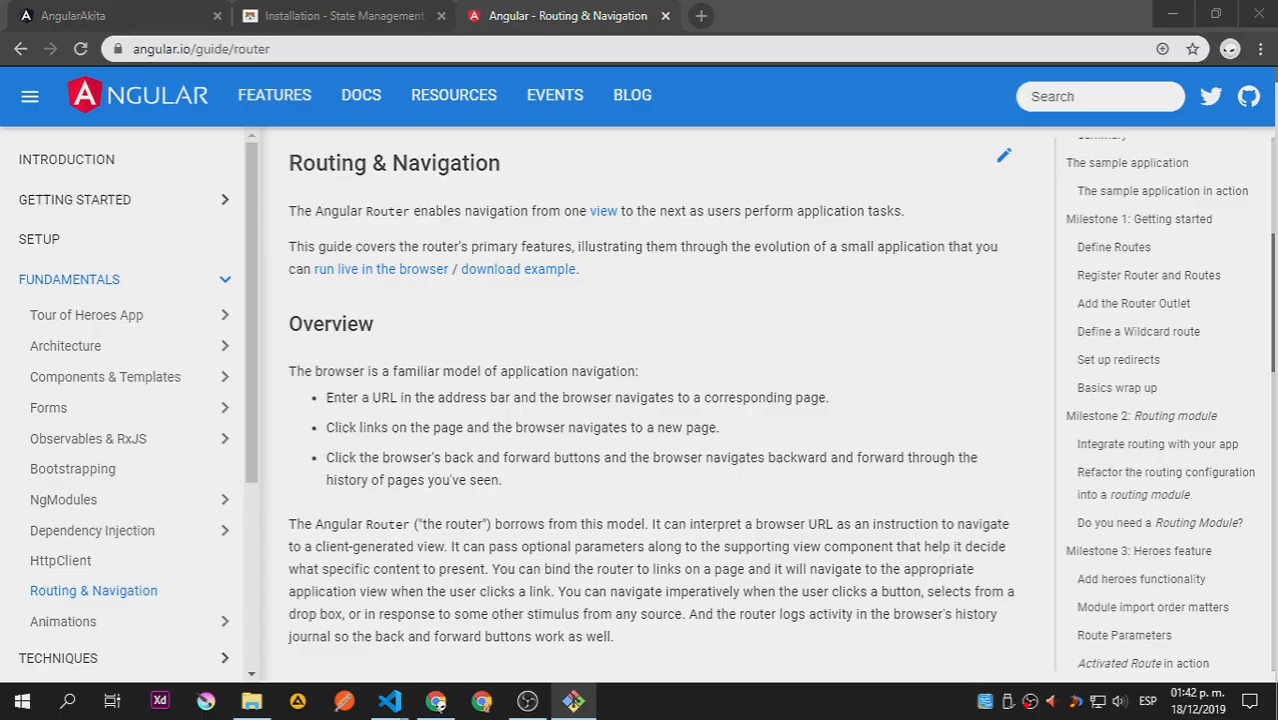 AngularAkita
Installation - State Management
Angular - Routing & Navigation
angular.io/guide/router
ANGULAR
FEATURES
DOCS
RESOURCES
EVENTS
BLOG
Search
INTRODUCTION
GETTING STARTED
SETUP
FUNDAMENTALS
Tour of Heroes App
Architecture
Components & Templates
Forms
Observables & RxJS
Bootstrapping
NgModules
Dependency Injection
HttpClient
Routing & Navigation
Animations
TECHNIQUES
Routing & Navigation
The Angular Router enables navigation from one view to the next as users perform application tasks.
This guide covers the router's primary features, illustrating them through the evolution of a small application that you
can run live in the browser / download example.
Overview
The browser is a familiar model of application navigation:
• Enter a URL in the address bar and the browser navigates to a corresponding page.
• Click links on the page and the browser navigates to a new page.
• Click the browser's back and forward buttons and the browser navigates backward and forward through the
history of pages you've seen.
The Angular Router ("the router") borrows from this model. It can interpret a browser URL as an instruction to navigate
to a client-generated view. It can pass optional parameters along to the supporting view component that help it decide
what specific content to present. You can bind the router to links on a page and it will navigate to the appropriate
application view when the user clicks a link. You can navigate imperatively when the user clicks a button, selects from a
drop box, or in response to some other stimulus from any source. And the router logs activity in the browser's history
journal so the back and forward buttons work as well.
The sample application
The sample application in action
Milestone 1: Getting started
Define Routes
Register Router and Routes
Add the Router Outlet
Define a Wildcard route
Set up redirects
Basics wrap up
Milestone 2: Routing module
Integrate routing with your app
Refactor the routing configuration
into a routing module
Do you need a Routing Module?
Milestone 3: Heroes feature
Add heroes functionality
Module import order matters
Route Parameters
Activated Route in action
Xd
ESP
01:42 p. m.
18/12/2019